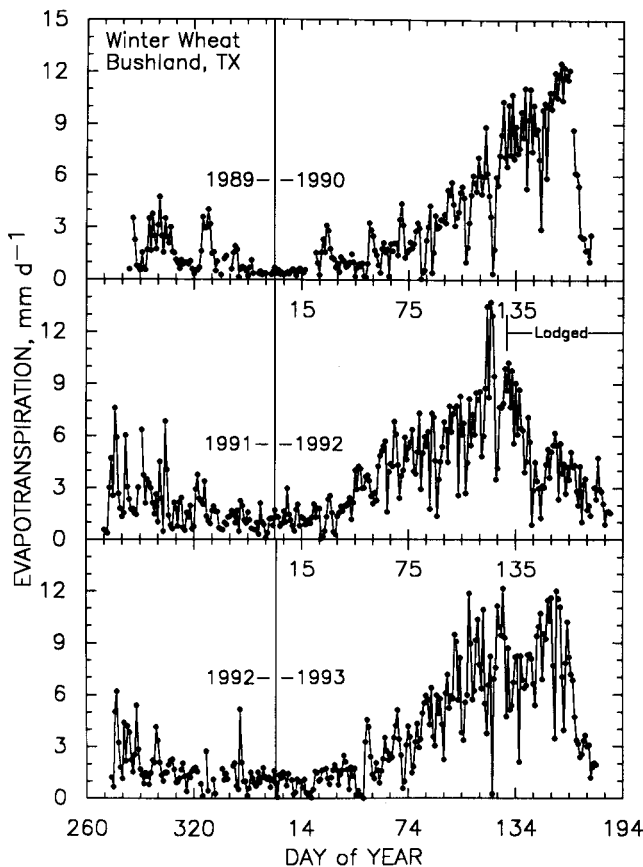 15
Winter Wheat
Bushland, TX
12
9
6
1989- -1990
3
0
15 75 135
Lodged
12
9
6
1991- -1992
3
0
15 75 135
12
9
6
1992- -1993
3
0
260 320 14 74 134 194
DAY of YEAR
EVAPOTRANSPIRATION, mm d⁻¹